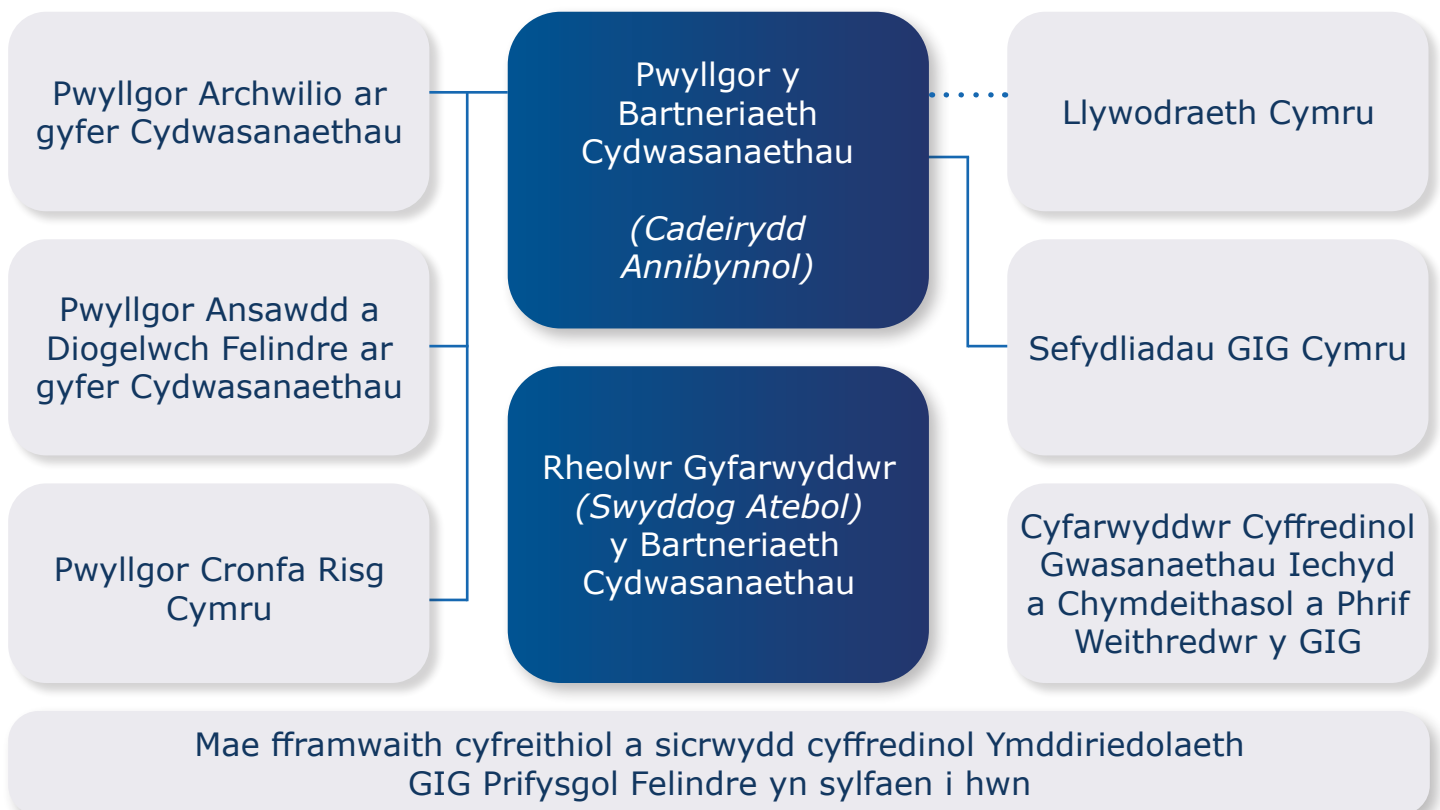 Pwyllgor Archwilio ar
gyfer Cydwasanaethau
Pwyllgor Ansawdd a
Diogelwch Felindre ar
gyfer Cydwasanaethau
Pwyllgor Cronfa Risg
Cymru
Pwyllgor y
Bartneriaeth
Cydwasanaethau
(Cadeirydd
Annibynnol)
Rheolwr Gyfarwyddwr
(Swyddog Atebol)
y Bartneriaeth
Cydwasanaethau
Llywodraeth Cymru
Sefydliadau GIG Cymru
Cyfarwyddwr Cyffredinol
Gwasanaethau Iechyd
a Chymdeithasol a Phrif
Weithredwr y GIG
Mae fframwaith cyfreithiol a sicrwydd cyffredinol Ymddiriedolaeth
GIG Prifysgol Felindre yn sylfaen i hwn